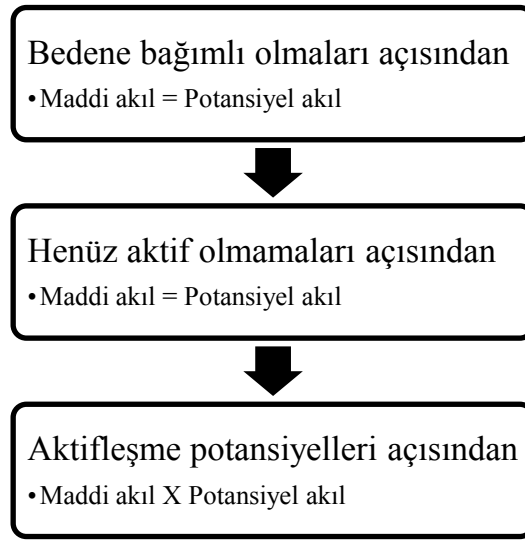 Bedene bağımlı olmaları açısından
•Maddi akıl = Potansiyel akıl
Henüz aktif olmamaları açısından
•Maddi akıl = Potansiyel akıl
Aktifleşme potansiyelleri açısından
•Maddi akıl X Potansiyel akıl